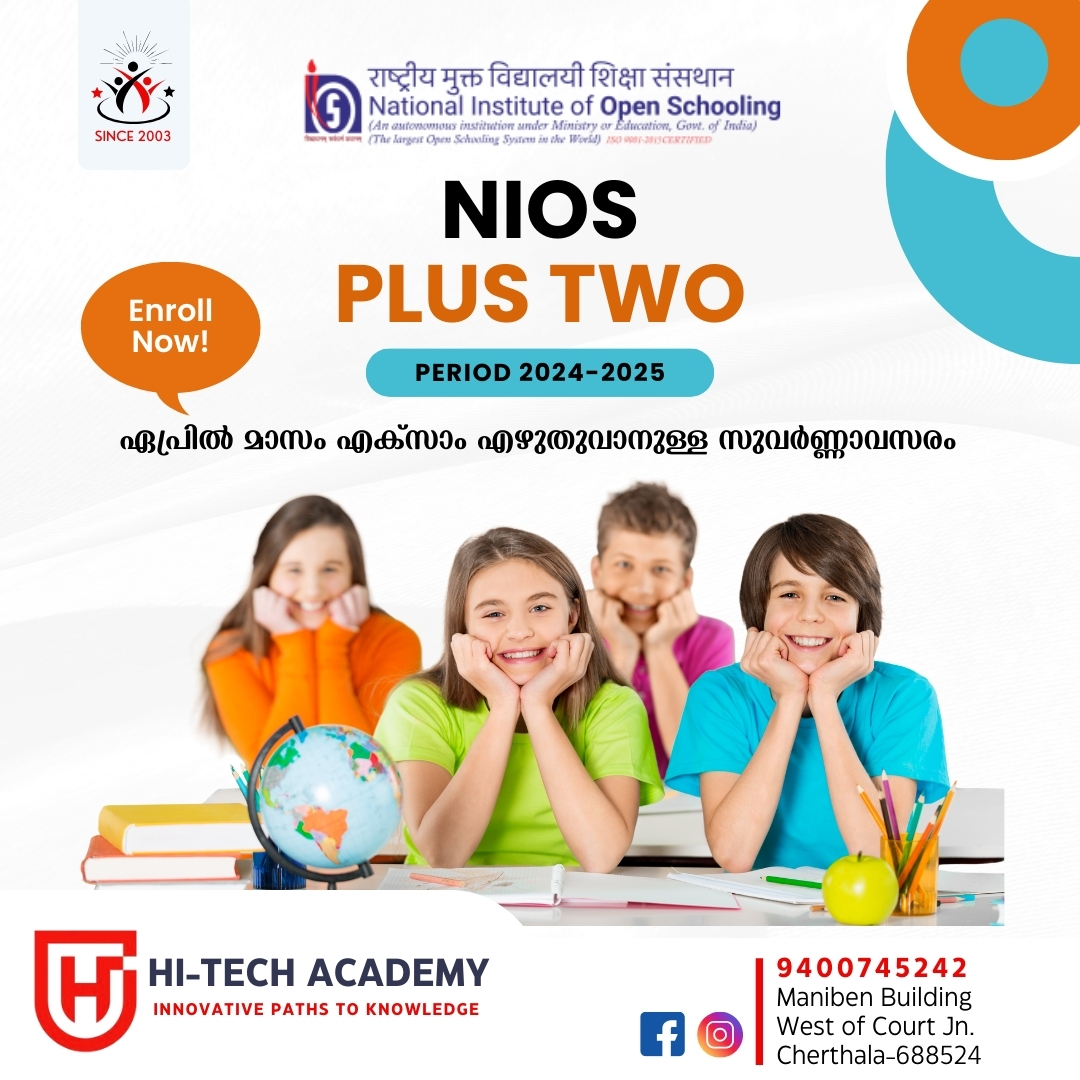 SINCE 2003
राष्ट्रीय मुक्त विद्यालयी शिक्षा संसथान
National Institute of Open Schooling
(An autonomous institution under Ministry or Education, Govt. of India)
(The largest Open Schooling System in the World) ISO 9001-2015 CERTIFIED
NIOS
PLUS TWO
Enroll
Now!
PERIOD 2024-2025
ഏപ്രിൽ മാസം എക്സാം എഴുതുവാനുള്ള സുവർണ്ണാവസരം
HI-TECH ACADEMY
INNOVATIVE PATHS TO KNOWLEDGE
9400745242
Maniben Building
West of Court Jn.
Cherthala-688524